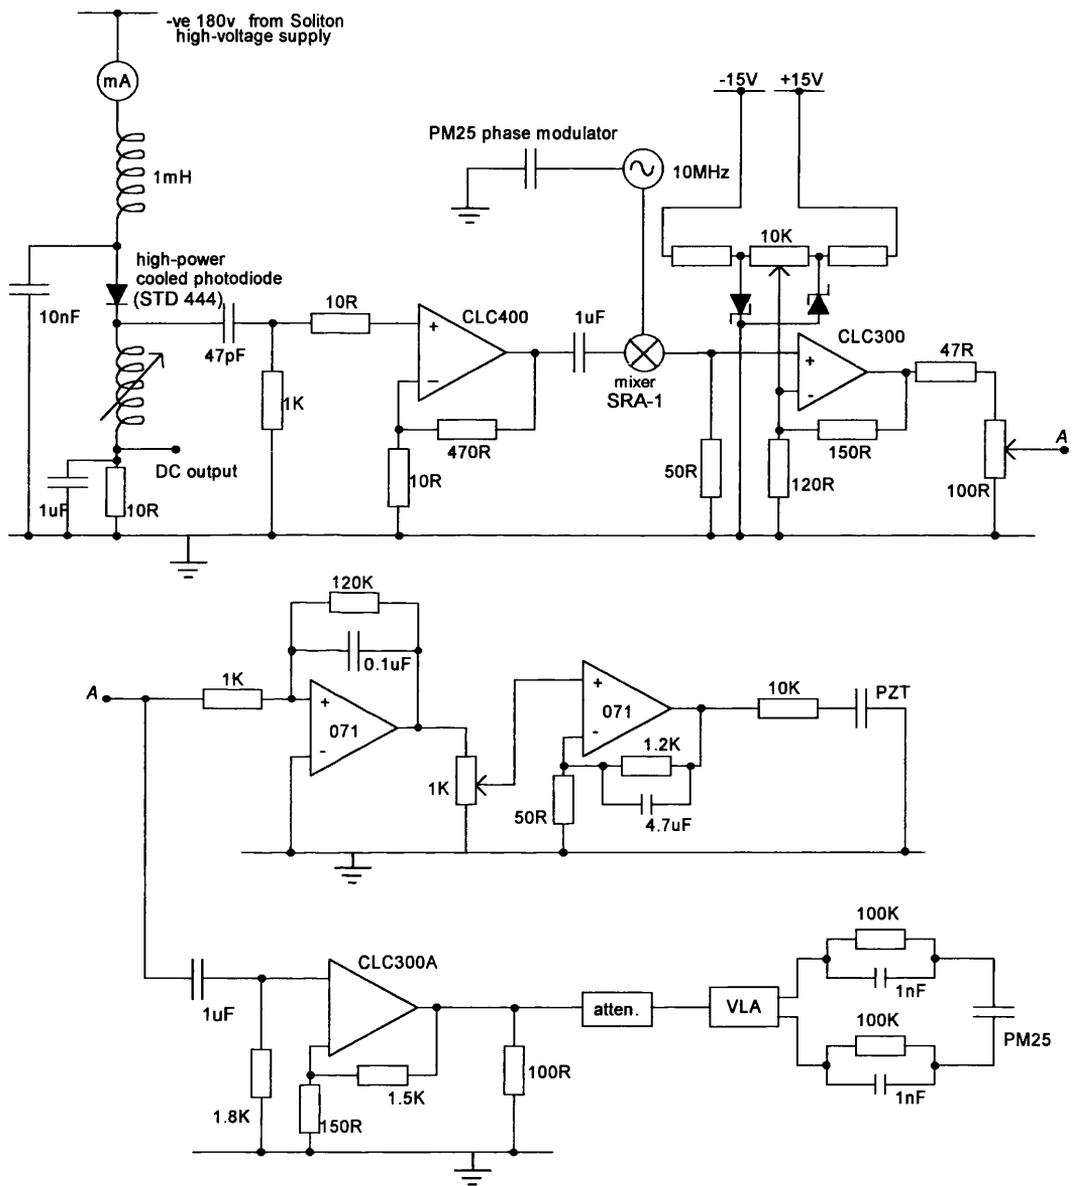 -ve 180v from Soliton
high-voltage supply
mA
1mH
-15V
+15V
PM25 phase modulator
10MHz
10K
high-power
cooled photodiode
(STD 444)
10nF
47pF
10R
CLC400
+
-
1uF
mixer
SRA-1
CLC300
+
-
47R
1K
470R
10R
50R
150R
120R
100R
A
DC output
1uF
10R
120K
0.1uF
A
1K
+
071
-
1K
+
071
-
10K
PZT
1.2K
50R
4.7uF
CLC300A
1uF
1.8K
1.5K
150R
100R
atten.
VLA
100K
1nF
100K
1nF
PM25